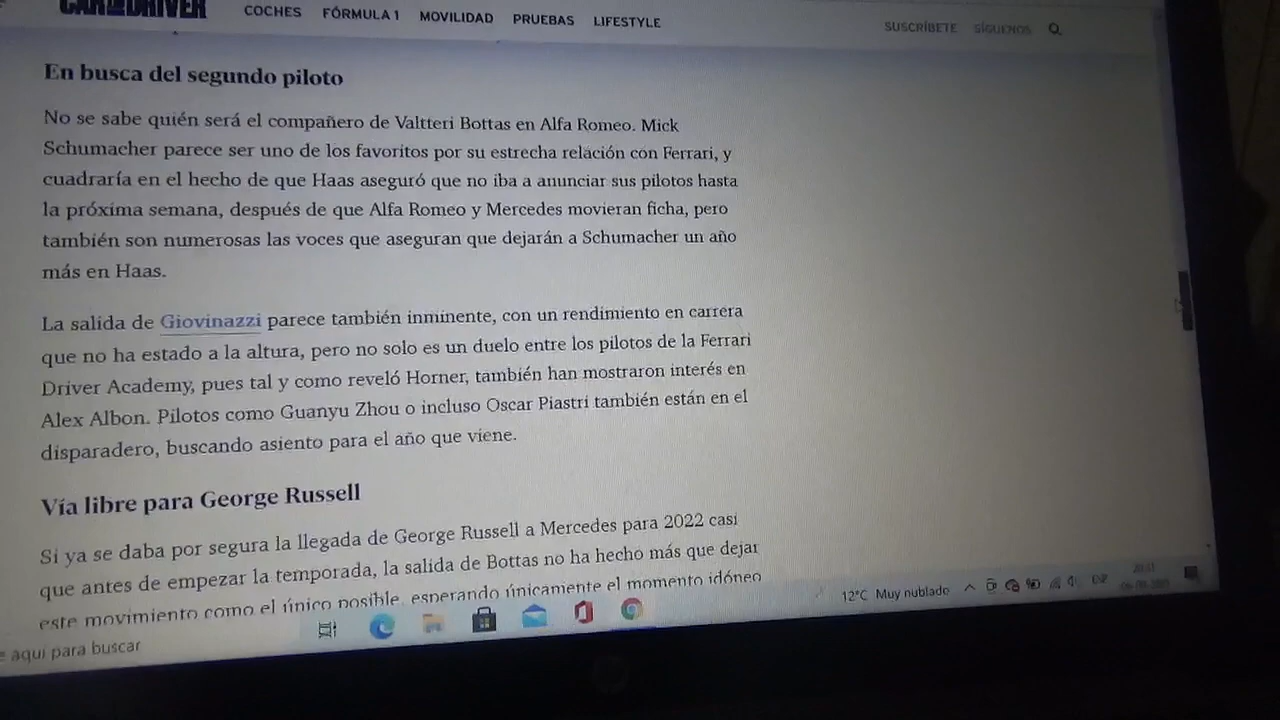 CAR AND DRIVER
COCHES FÓRMULA 1 MOVILIDAD PRUEBAS LIFESTYLE
SUSCRÍBETE SÍGUENOS
En busca del segundo piloto
No se sabe quién será el compañero de Valtteri Bottas en Alfa Romeo. Mick
Schumacher parece ser uno de los favoritos por su estrecha relación con Ferrari, y
cuadraría en el hecho de que Haas aseguró que no iba a anunciar sus pilotos hasta
la próxima semana, después de que Alfa Romeo y Mercedes movieran ficha, pero
también son numerosas las voces que aseguran que dejarán a Schumacher un año
más en Haas.
La salida de Giovinazzi parece también inminente, con un rendimiento en carrera
que no ha estado a la altura, pero no solo es un duelo entre los pilotos de la Ferrari
Driver Academy, pues tal y como reveló Horner, también han mostraron interés en
Alex Albon. Pilotos como Guanyu Zhou o incluso Oscar Piastri también están en el
disparadero, buscando asiento para el año que viene.
Vía libre para George Russell
Si ya se daba por segura la llegada de George Russell a Mercedes para 2022 casi
que antes de empezar la temporada, la salida de Bottas no ha hecho más que dejar
este movimiento como el único posible, esperando únicamente el momento idóneo
12°C Muy nublado
aquí para buscar